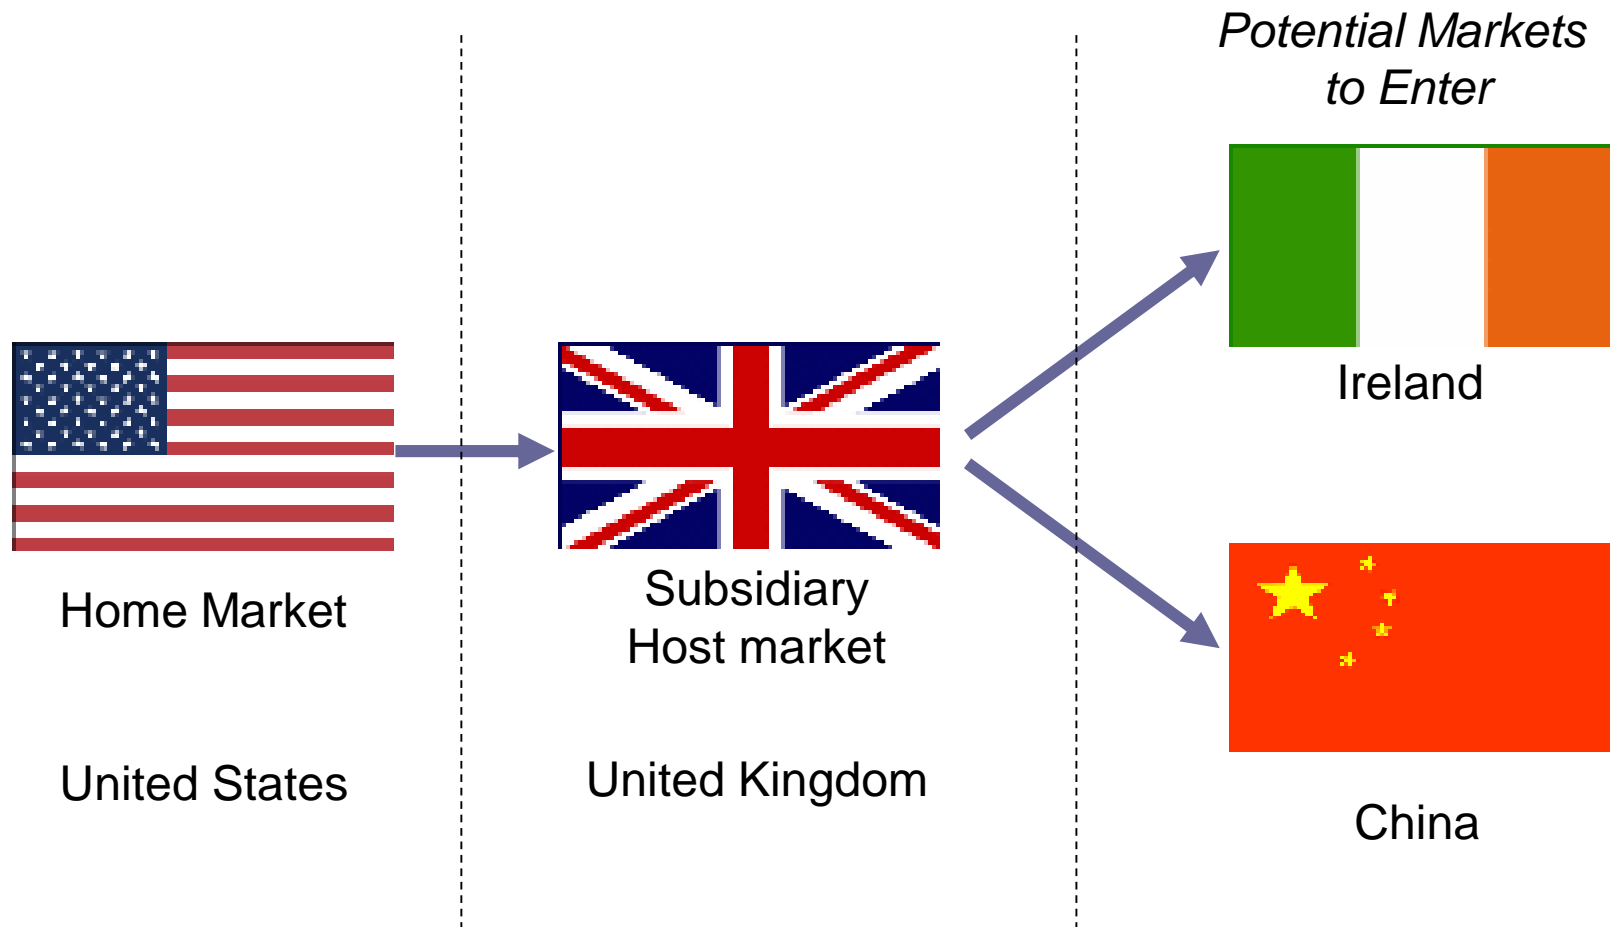 Potential Markets
to Enter
Ireland
Home Market
Subsidiary
Host market
United States
United Kingdom
China